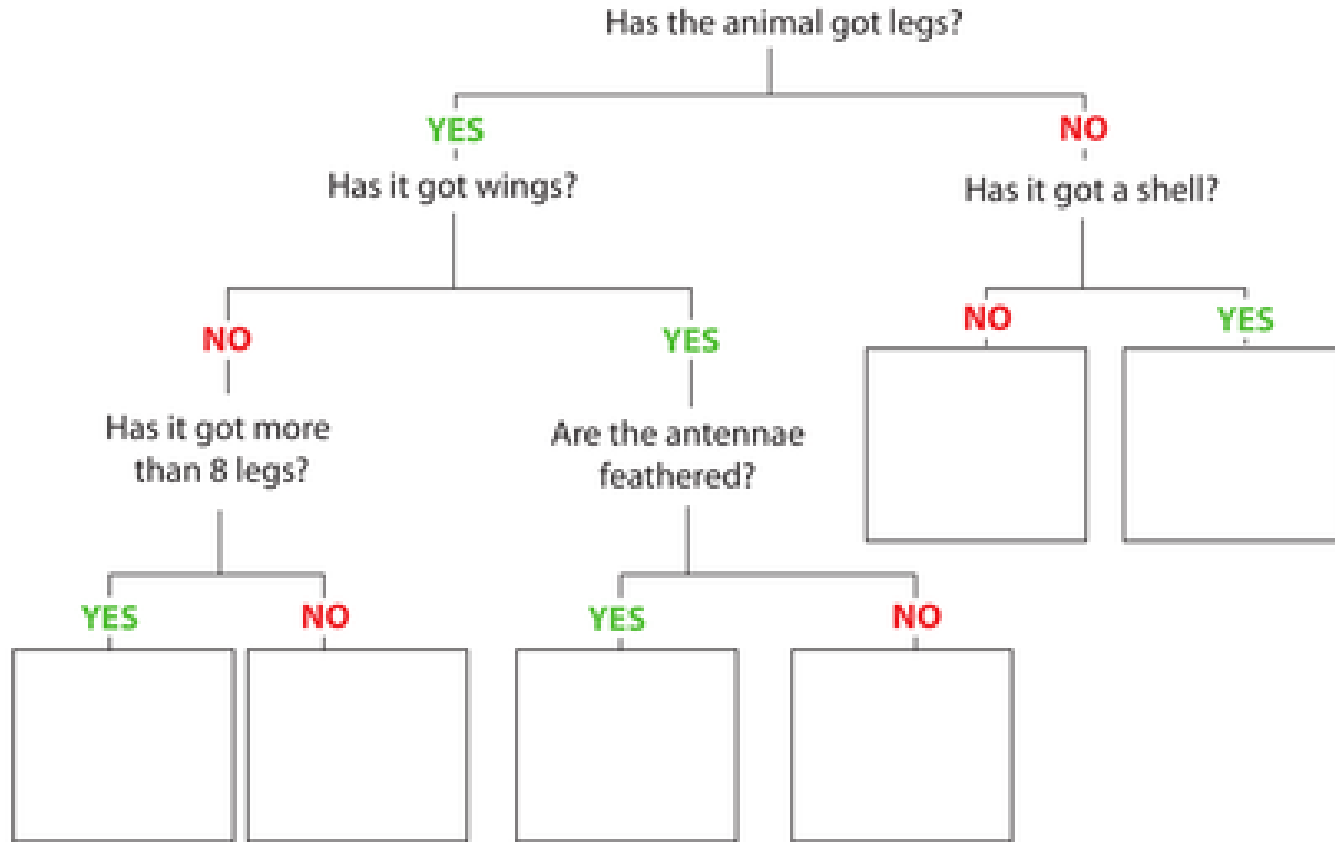 Has the animal got legs?
YES
NO
Has it got wings?
Has it got a shell?
NO
YES
NO
YES
Has it got more
than 8 legs?
Are the antennae
feathered?
YES
NO
YES
NO